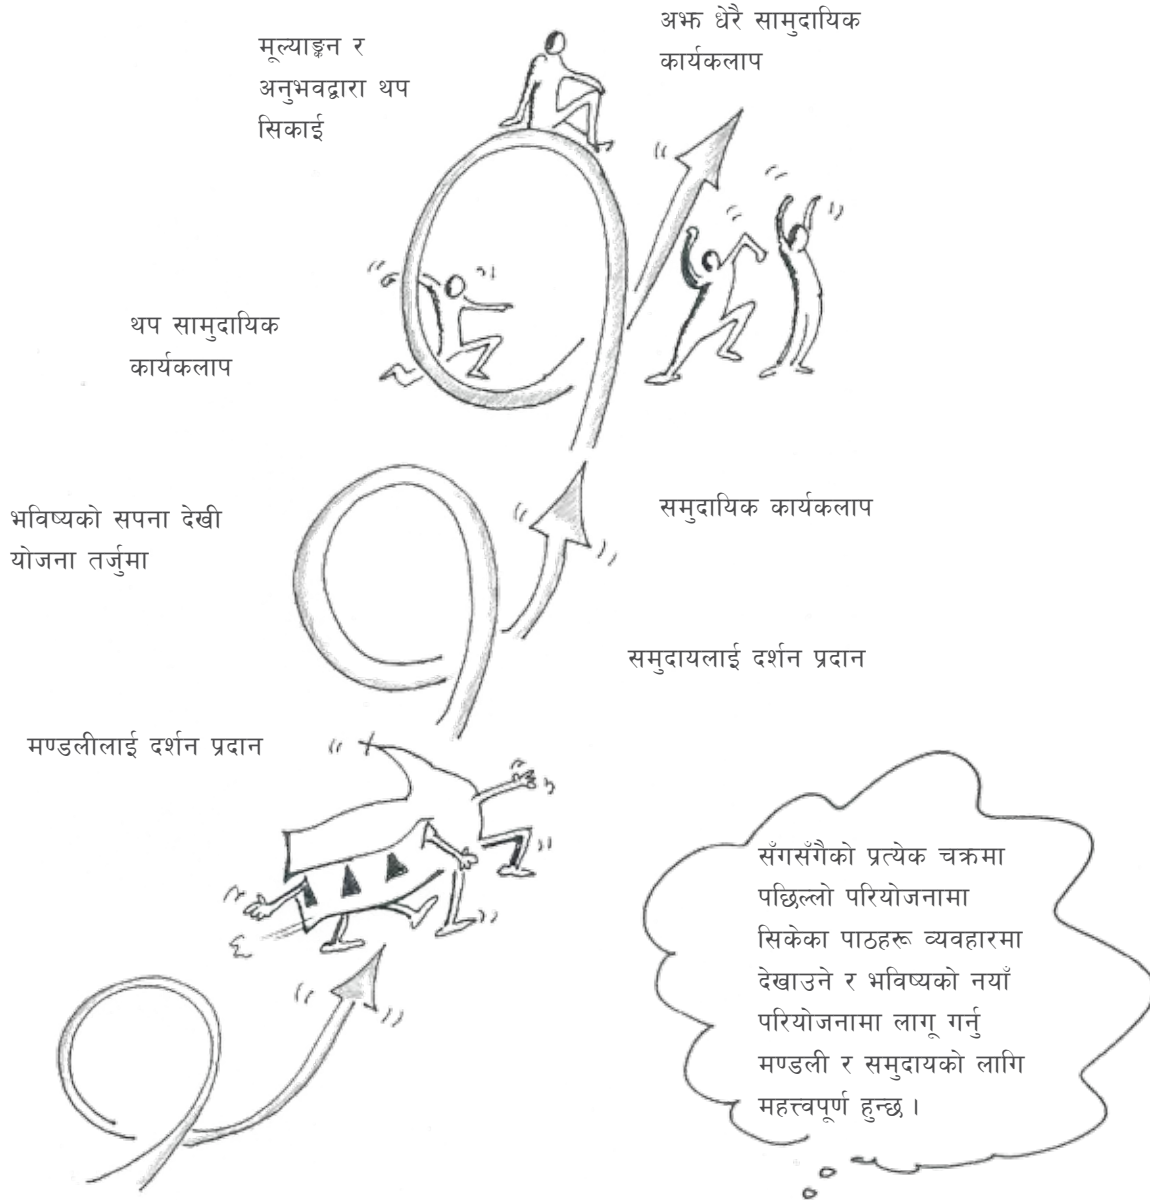 अझ धेरै सामुदायिक
कार्यकलाप
मूल्याङ्कन र
अनुभवद्वारा थप
सिकाई
थप सामुदायिक
कार्यकलाप
भविष्यको सपना देखी
योजना तर्जुमा
समुदायिक कार्यकलाप
समुदायलाई दर्शन प्रदान
मण्डलीलाई दर्शन प्रदान
सँगसँगैको प्रत्येक चक्रमा
पछिल्लो परियोजनामा
सिकेका पाठहरू व्यवहारमा
देखाउने र भविष्यको नयाँ
परियोजनामा लागू गर्नु
मण्डली र समुदायको लागि
महत्त्वपूर्ण हुन्छ ।